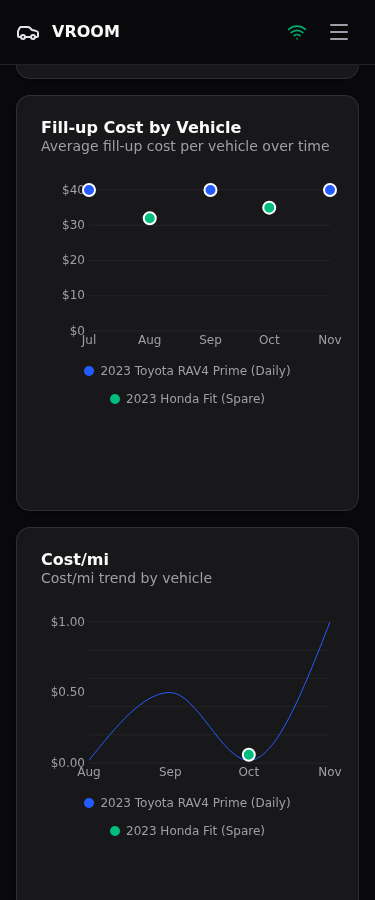 VROOM
Fill-up Cost by Vehicle
Average fill-up cost per vehicle over time
$40
$30
$20
$10
$0
Jul Aug Sep Oct Nov
2023 Toyota RAV4 Prime (Daily)
2023 Honda Fit (Spare)
Cost/mi
Cost/mi trend by vehicle
$1.00
$0.50
$0.00
Aug Sep Oct Nov
2023 Toyota RAV4 Prime (Daily)
2023 Honda Fit (Spare)